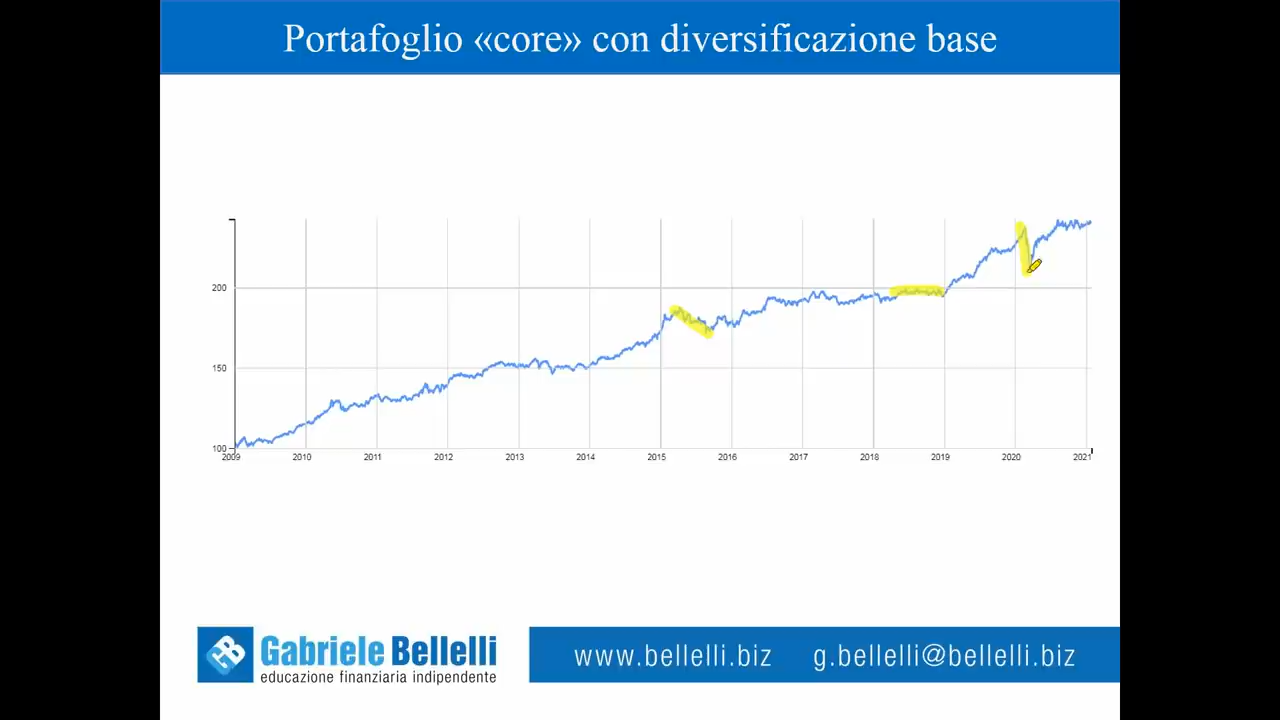 Portafoglio «core» con diversificazione base
200
150
100
2009 2010 2011 2012 2013 2014 2015 2016 2017 2018 2019 2020 2021
Gabriele Bellelli
educazione finanziaria indipendente
www.bellelli.biz g.bellelli@bellelli.biz